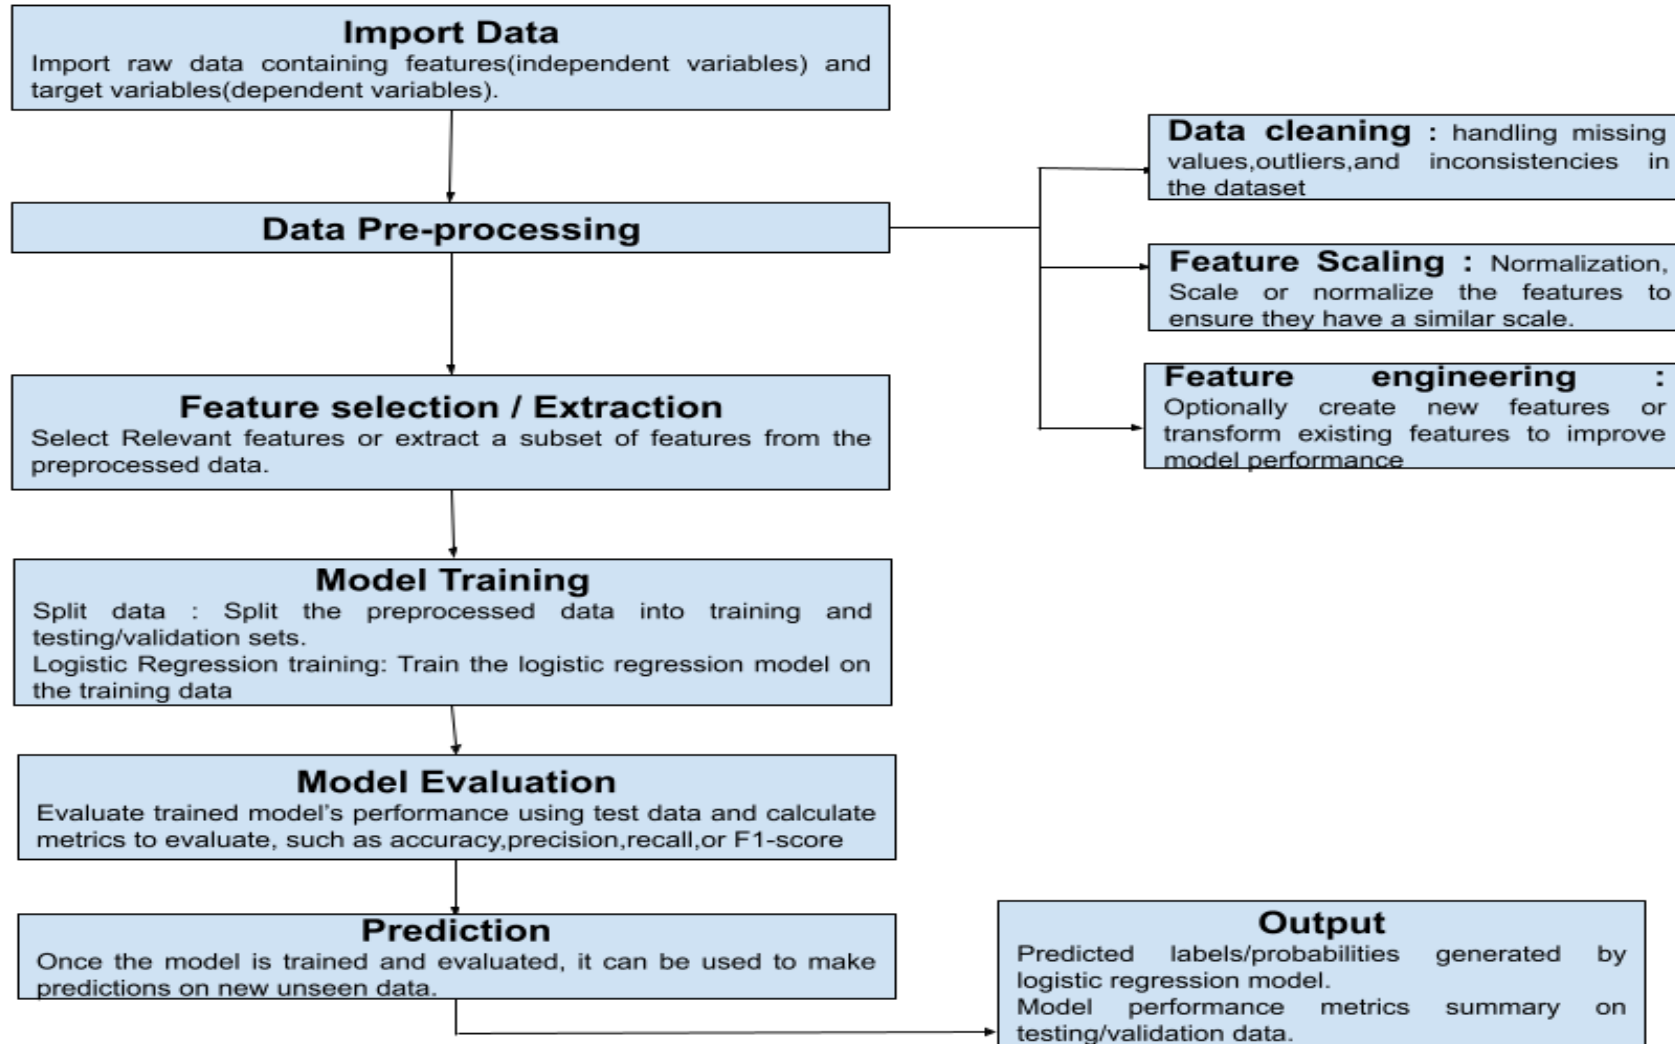 Import Data
Import raw data containing features(independent variables) and
target variables(dependent variables).
Data Pre-processing
Data cleaning : handling missing
values,outliers,and inconsistencies in
the dataset
Feature Scaling : Normalization,
Scale or normalize the features to
ensure they have a similar scale.
Feature engineering :
Optionally create new features or
transform existing features to improve
model performance
Feature selection / Extraction
Select Relevant features or extract a subset of features from the
preprocessed data.
Model Training
Split data : Split the preprocessed data into training and
testing/validation sets.
Logistic Regression training: Train the logistic regression model on
the training data
Model Evaluation
Evaluate trained model's performance using test data and calculate
metrics to evaluate, such as accuracy,precision,recall,or F1-score
Prediction
Once the model is trained and evaluated, it can be used to make
predictions on new unseen data.
Output
Predicted labels/probabilities generated by
logistic regression model.
Model performance metrics summary on
testing/validation data.